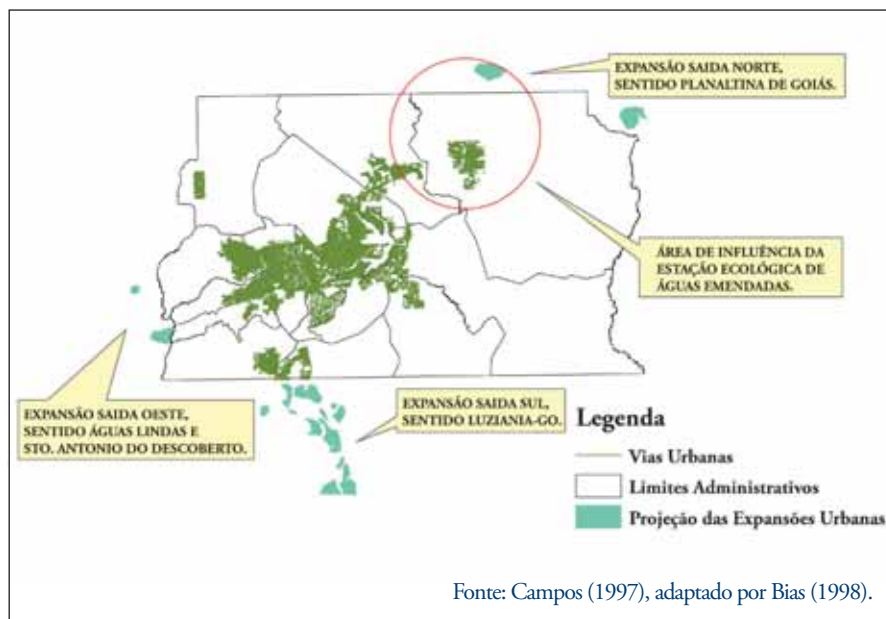 EXPANSÃO SAIDA NORTE,
SENTIDO PLANALTINA DE GOIÁS.
ÁREA DE INFLUÊNCIA DA
ESTAÇÃO ECOLÓGICA DE
ÁGUAS EMENDADAS.
EXPANSÃO SAIDA OESTE,
SENTIDO ÁGUAS LINDAS E
STO. ANTONIO DO DESCOBERTO.
EXPANSÃO SAIDA SUL,
SENTIDO LUZIANIA-GO.
Legenda
Vias Urbanas
Limites Administrativos
Projeção das Expansões Urbanas
Fonte: Campos (1997), adaptado por Bias (1998).